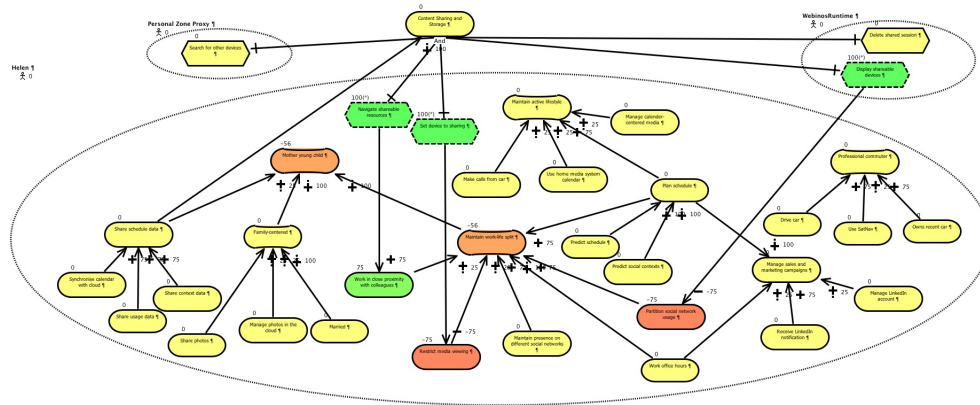 0
Content Sharing and
Storage ¶
And
100
Personal Zone Proxy ¶
0
0
Search for other devices
¶
WebinosRuntime ¶
0
0
Delete shared session ¶
100(*)
Display shareable
devices ¶
Helen ¶
0
100(*)
Navigate shareable
resources ¶
100(*)
Set device to sharing ¶
0
Maintain active lifestyle
¶
0
Manage calender-
centered media ¶
25
25
75
-56
Mother young child ¶
100
100
0
Make calls from car ¶
0
Use home media system
calendar ¶
0
Plan schedule ¶
100
0
Professional commuter ¶
75
75
0
Share schedule data ¶
75
0
Family-centered ¶
100
-56
Maintain work-life split ¶
75
0
Predict schedule ¶
0
Predict social contexts ¶
0
Drive car ¶
0
Use SatNav ¶
0
Owns recent car ¶
100
0
Synchronise calendar
with cloud ¶
0
Share context data ¶
0
Share usage data ¶
75
75
Work in close proximity
with colleagues ¶
25
75
0
Manage sales and
marketing campaigns ¶
75
25
0
Manage LinkedIn
account ¶
0
Share photos ¶
0
Manage photos in the
cloud ¶
0
Married ¶
-75
-75
Restrict media viewing ¶
0
Maintain presence on
different social networks
¶
-75
-75
Partition social network
usage ¶
0
Receive LinkedIn
notification ¶
0
Work office hours ¶